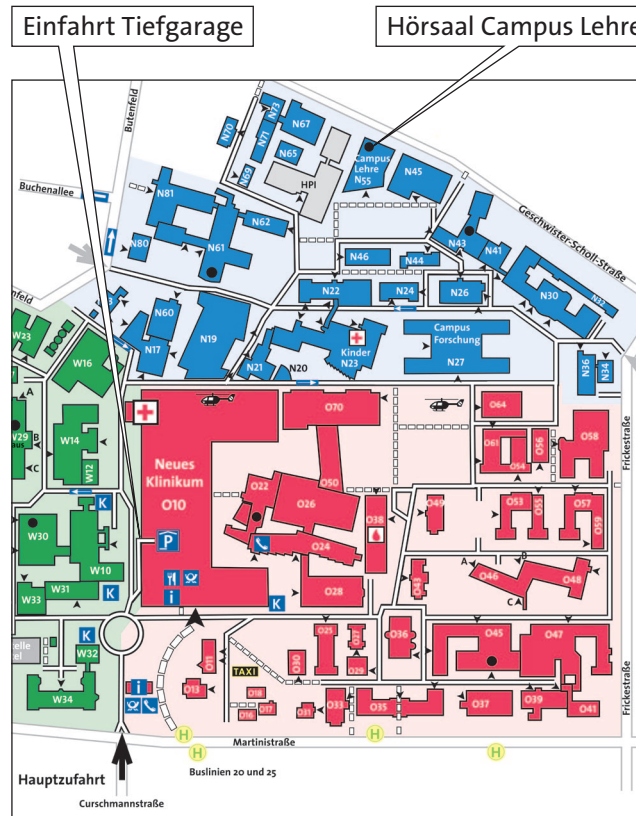 Einfahrt Tiefgarage
Hörsaal Campus Lehre
Butenfeld
Buchenallee
Geschwister-Scholl-Straße
N70
N73
N67
N71
N65
N69
HPI
Campus
Lehre
N55
N45
N81
N62
N80
N61
N43
N41
N46
N44
N22
N24
N26
N30
N32
enfeld
N60
N17
N19
N21
N20
Kinder
N23
Campus
Forschung
N27
N36
N34
W23
W16
A
W29
aus
B
C
W14
W12
K
W30
W10
W31
W33
K
K
W32
W34
Neues
Klinikum
O10
P
i
K
O70
O50
O22
O26
O24
O28
O38
O64
O61
O54
O56
O58
Frickestraße
O49
O53
O55
O57
O59
O43
A
O46
B
C
O48
O36
O45
O47
O25
O27
O29
O30
O11
O13
TAXI
O18
O16
O17
O31
O33
O35
O37
O39
O41
Frickestraße
i
H
H
H
H
Martinistraße
Buslinien 20 und 25
Hauptzufahrt
Curschmannstraße